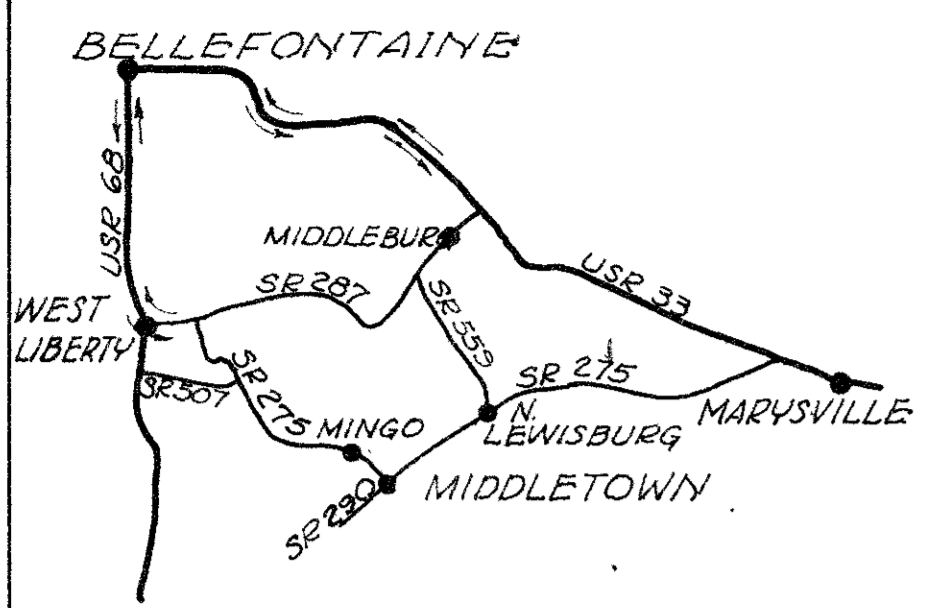 BELLEFONTAINE
USR 68
MIDDLEBURG
SR 287
USR 33
WEST
LIBERTY
SR 559
SR 275
SR 507
SR 275
MINGO
N.
LEWISBURG
MARYSVILLE
MIDDLETOWN
SR 290